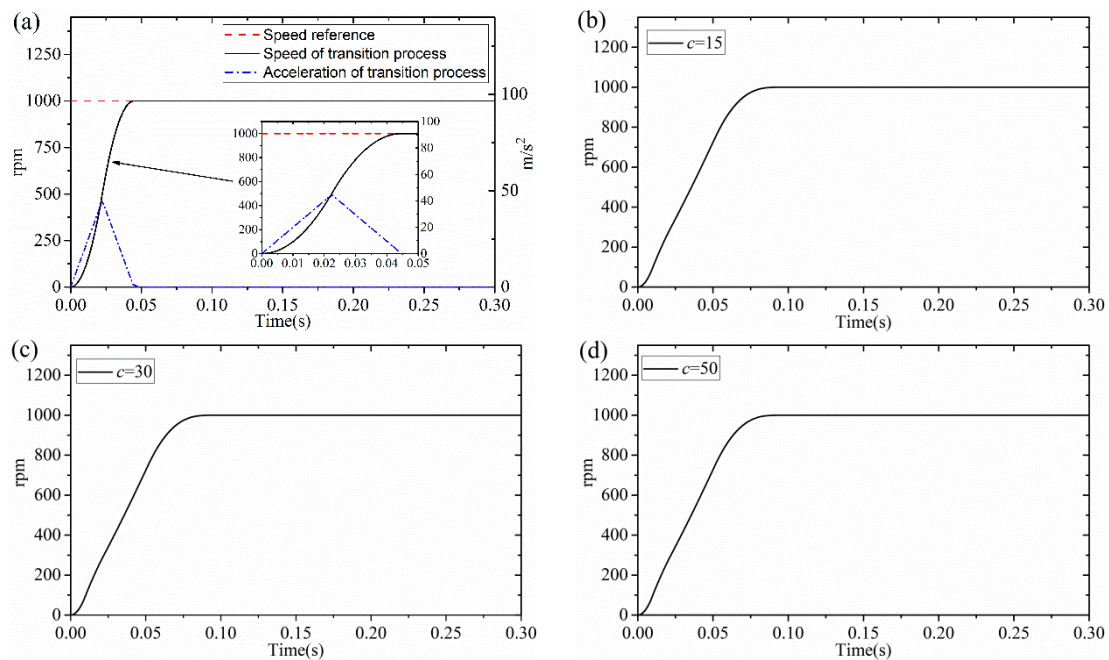 (a)
Speed reference
Speed of transition process
Acceleration of transition process
1250
1000
750
500
250
0
rpm
100
50
0
m/s²
0.00 0.05 0.10 0.15 0.20 0.25 0.30
Time(s)
1000
900
800
700
600
500
400
300
200
100
0
100
80
60
40
20
0
0.00 0.01 0.02 0.03 0.04 0.05
(b)
c=15
1200
1000
800
600
400
200
0
rpm
0.00 0.05 0.10 0.15 0.20 0.25 0.30
Time(s)
(c)
c=30
1200
1000
800
600
400
200
0
rpm
0.00 0.05 0.10 0.15 0.20 0.25 0.30
Time(s)
(d)
c=50
1200
1000
800
600
400
200
0
rpm
0.00 0.05 0.10 0.15 0.20 0.25 0.30
Time(s)